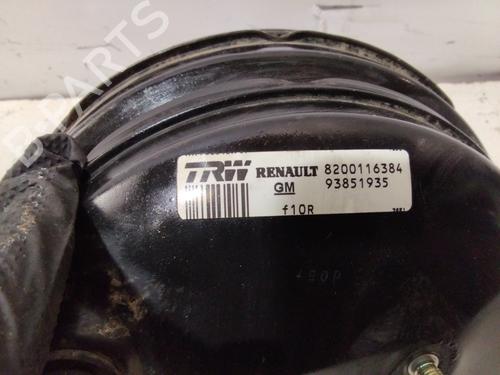 B-PARTS
TRW RENAULT 8200116384
GM 93851935
f10R